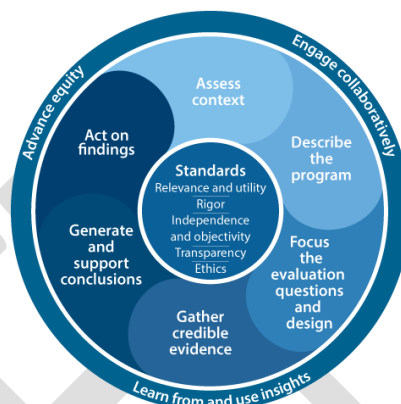 Advance equity
Engage collaboratively
Learn from and use insights
Assess
context
Describe
the
program
Focus
the
evaluation
questions
and
design
Gather
credible
evidence
Generate
and
support
conclusions
Act on
findings
Standards
Relevance and utility
Rigor
Independence
and objectivity
Transparency
Ethics